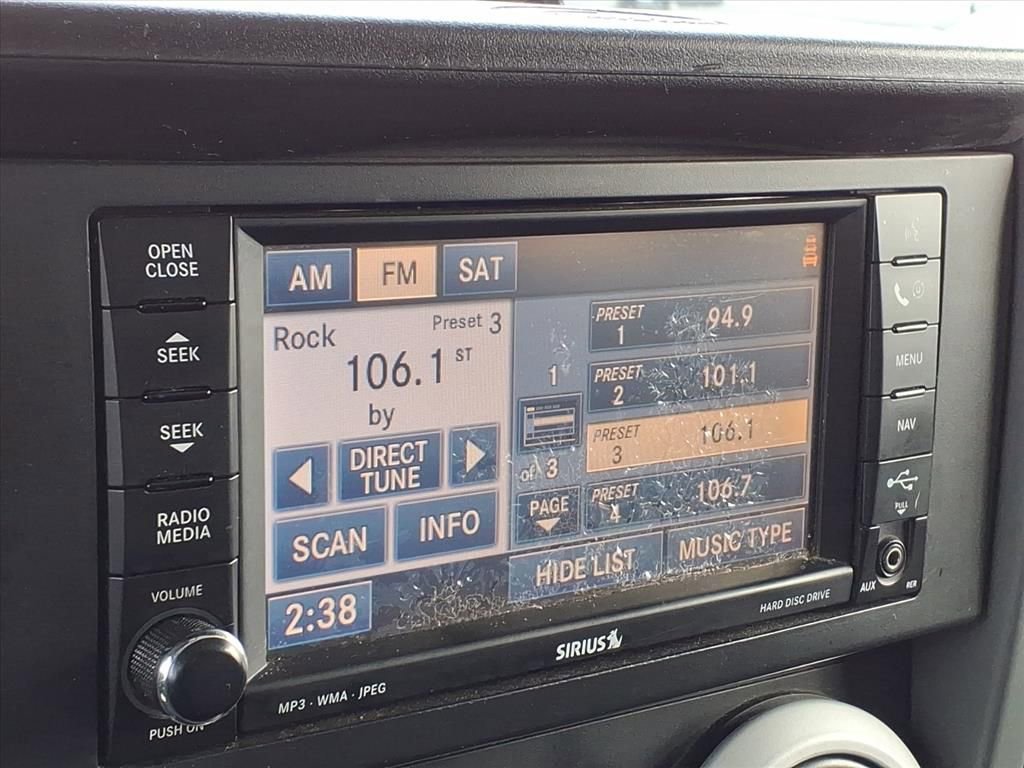 OPEN
CLOSE
SEEK
SEEK
RADIO
MEDIA
VOLUME
PUSH ON
AM
FM
SAT
Rock
Preset 3
106.1 ST
by
DIRECT
TUNE
SCAN
INFO
2:38
1
of 3
PAGE
PRESET
1
94.9
PRESET
2
101.1
PRESET
3
106.1
PRESET
4
106.7
HIDE LIST
MUSIC TYPE
MENU
NAV
PULL
AUX
MP3 · WMA · JPEG
SIRIUS
HARD DISC DRIVE